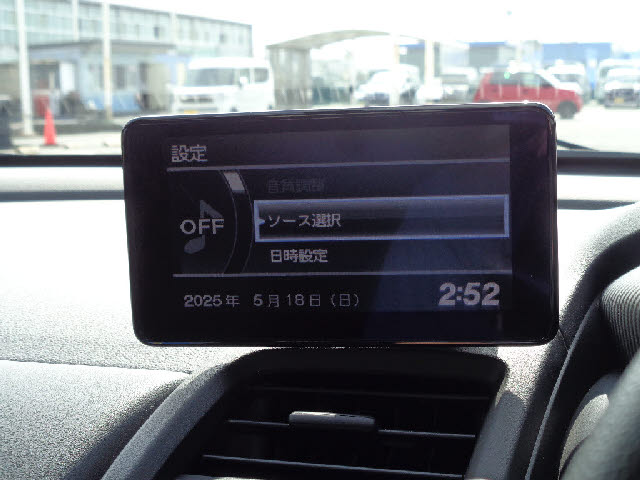 設定
音質調整
OFF
ソース選択
日時設定
2025年 5月18日(日) 2:52